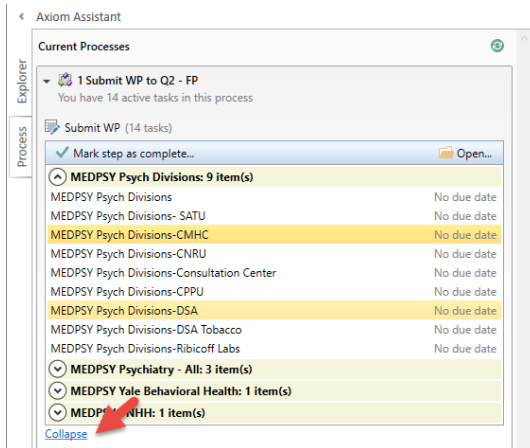 Axiom Assistant
Current Processes
Explorer
Process
1 Submit WP to Q2 - FP
You have 14 active tasks in this process
Submit WP (14 tasks)
Mark step as complete... Open...
MEDPSY Psych Divisions: 9 item(s)
MEDPSY Psych Divisions No due date
MEDPSY Psych Divisions- SATU No due date
MEDPSY Psych Divisions-CMHC No due date
MEDPSY Psych Divisions-CNRU No due date
MEDPSY Psych Divisions-Consultation Center No due date
MEDPSY Psych Divisions-CPPU No due date
MEDPSY Psych Divisions-DSA No due date
MEDPSY Psych Divisions-DSA Tobacco No due date
MEDPSY Psych Divisions-Ribicoff Labs No due date
MEDPSY Psychiatry - All: 3 item(s)
MEDPSY Yale Behavioral Health: 1 item(s)
NHH: 1 item(s)
Collapse